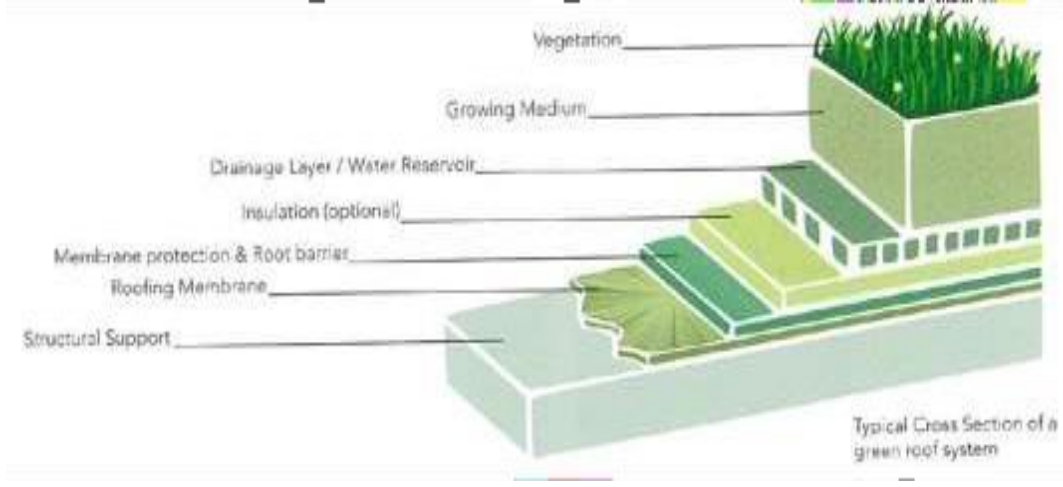 Vegetation
Growing Medium
Drainage Layer / Water Reservoir
Insulation (optional)
Membrane protection & Root barrier
Roofing Membrane
Structural Support
Typical Cross Section of a
green roof system